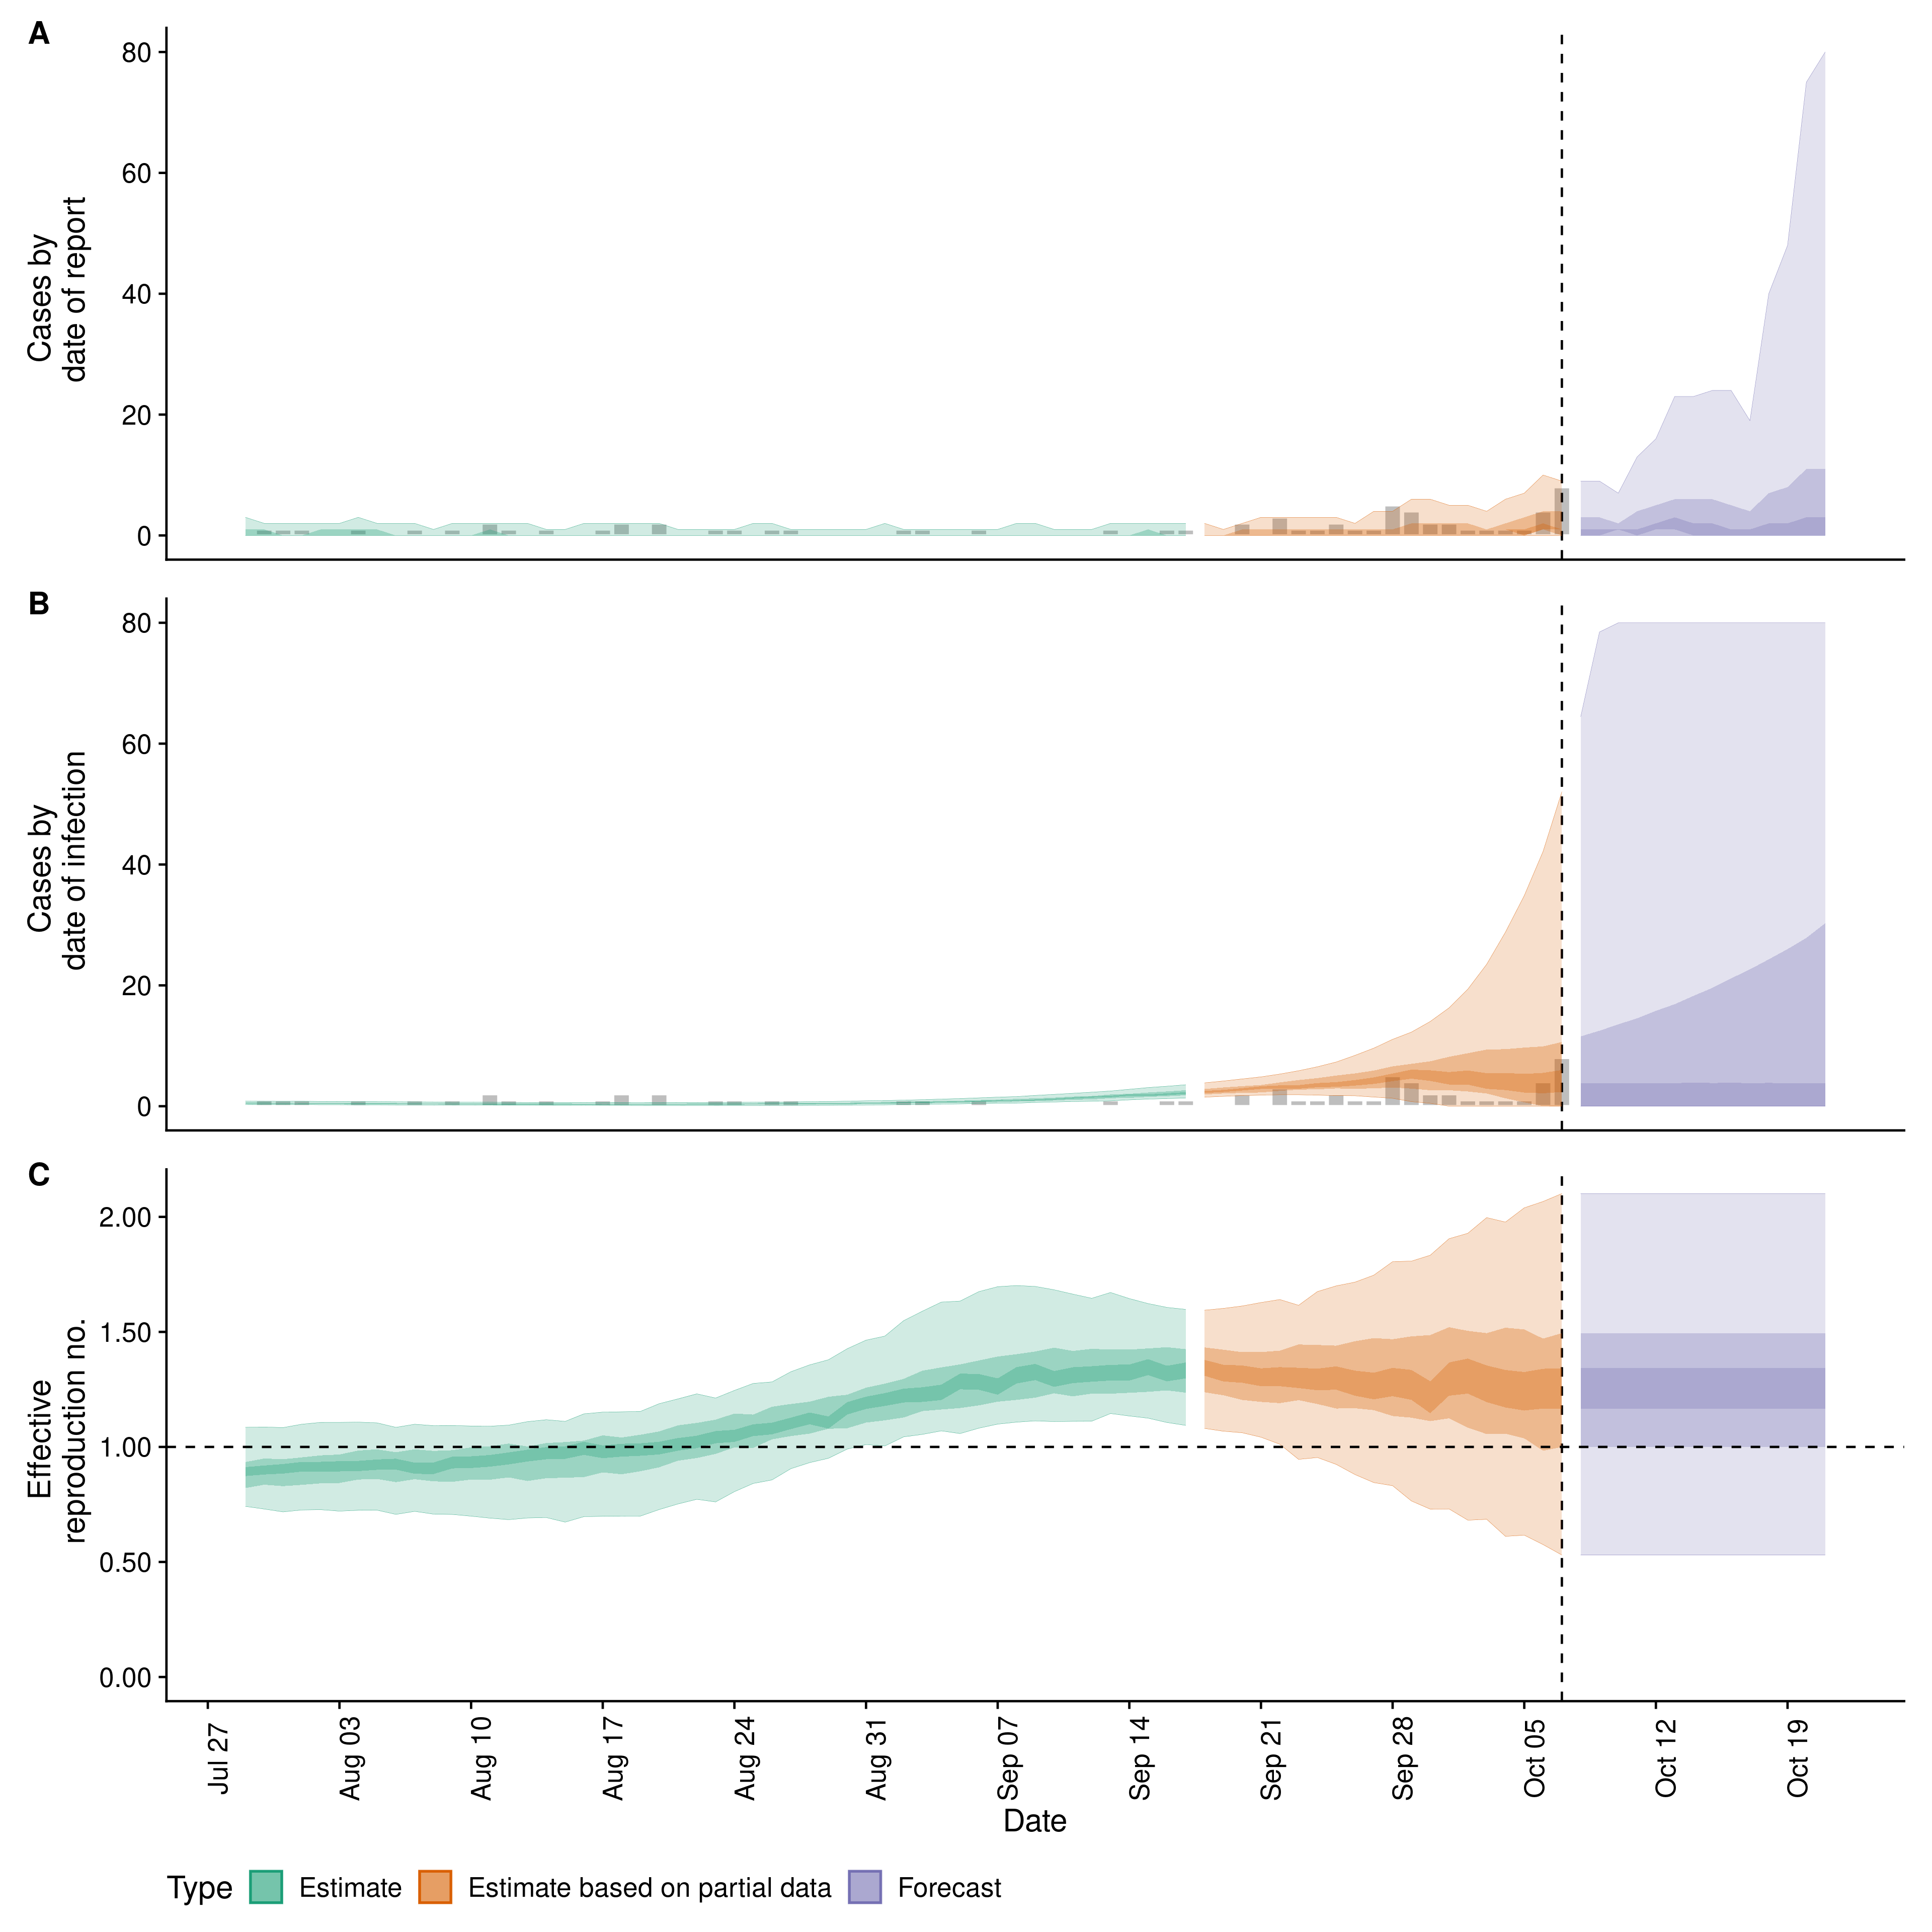 A
80
60
40
20
0
Cases by
date of report
B
80
60
40
20
0
Cases by
date of infection
C
2.00
1.50
1.00
0.50
0.00
Effective
reproduction no.
Jul 27
Aug 03
Aug 10
Aug 17
Aug 24
Aug 31
Sep 07
Sep 14
Sep 21
Sep 28
Oct 05
Oct 12
Oct 19
Date
Type Estimate Estimate based on partial data Forecast